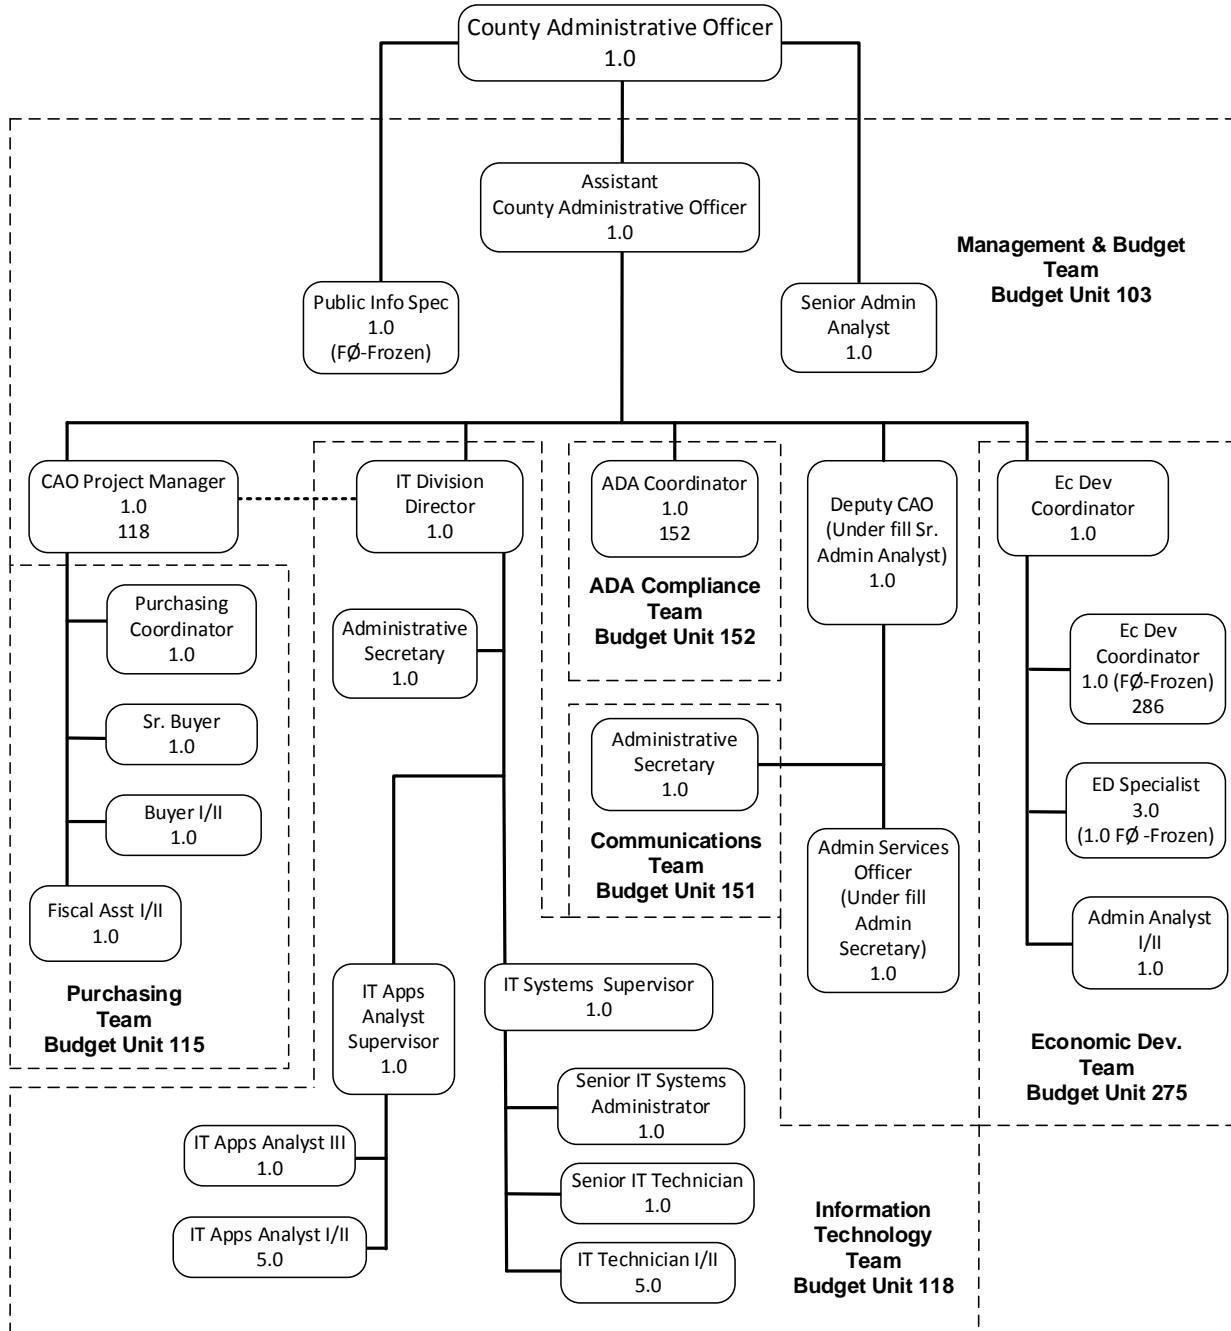 County Administrative Officer
1.0
Assistant
County Administrative Officer
1.0
Management & Budget
Team
Budget Unit 103
Public Info Spec
1.0
(FØ-Frozen)
Senior Admin
Analyst
1.0
CAO Project Manager
1.0
118
IT Division
Director
1.0
ADA Coordinator
1.0
152
Deputy CAO
(Under fill Sr.
Admin Analyst)
1.0
Ec Dev
Coordinator
1.0
ADA Compliance
Team
Budget Unit 152
Purchasing
Coordinator
1.0
Administrative
Secretary
1.0
Ec Dev
Coordinator
1.0 (FØ-Frozen)
286
Sr. Buyer
1.0
Administrative
Secretary
1.0
ED Specialist
3.0
(1.0 FØ -Frozen)
Buyer I/II
1.0
Communications
Team
Budget Unit 151
Admin Services
Officer
(Under fill
Admin
Secretary)
1.0
Fiscal Asst I/II
1.0
Admin Analyst
I/II
1.0
Purchasing
Team
Budget Unit 115
IT Apps
Analyst
Supervisor
1.0
IT Systems  Supervisor
1.0
Economic Dev.
Team
Budget Unit 275
Senior IT Systems
Administrator
1.0
IT Apps Analyst III
1.0
Senior IT Technician
1.0
IT Apps Analyst I/II
5.0
IT Technician I/II
5.0
Information
Technology
Team
Budget Unit 118